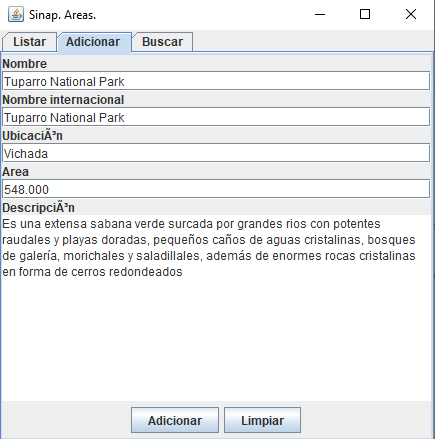 Sinap. Areas.
Listar Adicionar Buscar
Nombre
Tuparro National Park
Nombre internacional
Tuparro National Park
UbicaciÃ³n
Vichada
Area
548.000
DescripciÃ³n
Es una extensa sabana verde surcada por grandes rios con potentes
raudales y playas doradas, pequeños caños de aguas cristalinas, bosques
de galería, morichales y saladillales, además de enormes rocas cristalinas
en forma de cerros redondeados
Adicionar Limpiar